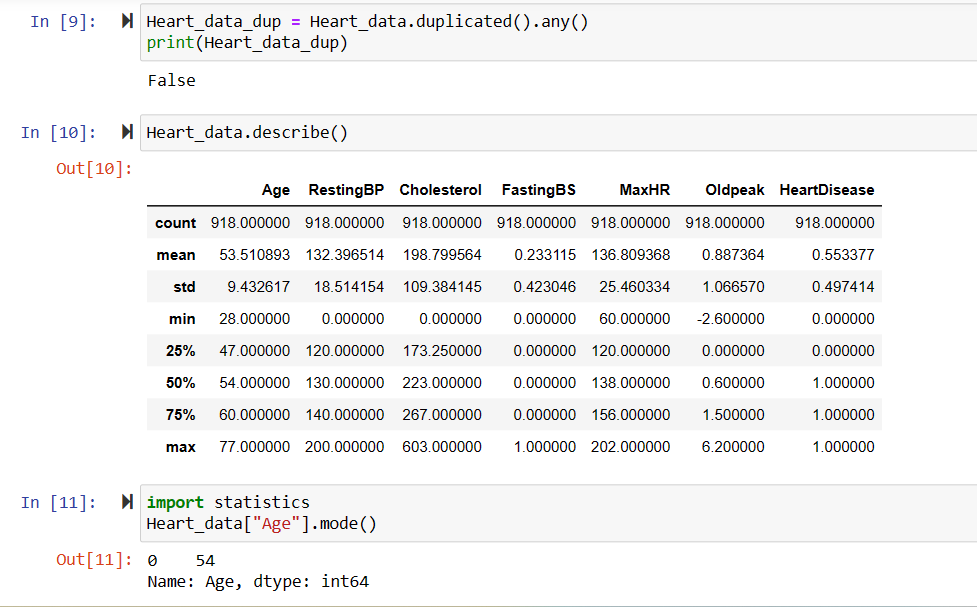 In [9]: Heart_data_dup = Heart_data.duplicated().any()
print(Heart_data_dup)
False
In [10]: Heart_data.describe()
Out[10]:
Age RestingBP Cholesterol FastingBS MaxHR Oldpeak HeartDisease
count 918.000000 918.000000 918.000000 918.000000 918.000000 918.000000 918.000000
mean 53.510893 132.396514 198.799564 0.233115 136.809368 0.887364 0.553377
std 9.432617 18.514154 109.384145 0.423046 25.460334 1.066570 0.497414
min 28.000000 0.000000 0.000000 0.000000 60.000000 -2.600000 0.000000
25% 47.000000 120.000000 173.250000 0.000000 120.000000 0.000000 0.000000
50% 54.000000 130.000000 223.000000 0.000000 138.000000 0.600000 1.000000
75% 60.000000 140.000000 267.000000 0.000000 156.000000 1.500000 1.000000
max 77.000000 200.000000 603.000000 1.000000 202.000000 6.200000 1.000000
In [11]: import statistics
Heart_data["Age"].mode()
Out[11]: 0 54
Name: Age, dtype: int64